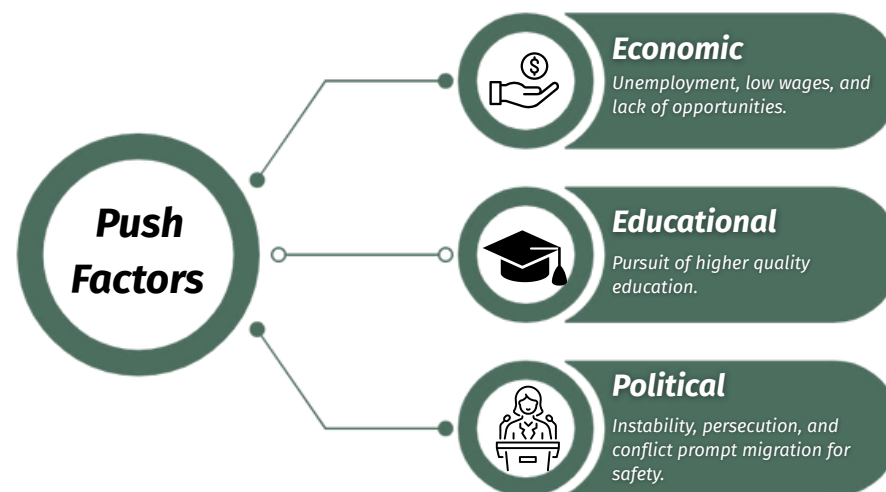 Push
Factors
Economic
Unemployment, low wages, and
lack of opportunities.
Educational
Pursuit of higher quality
education.
Political
Instability, persecution, and
conflict prompt migration for
safety.
$